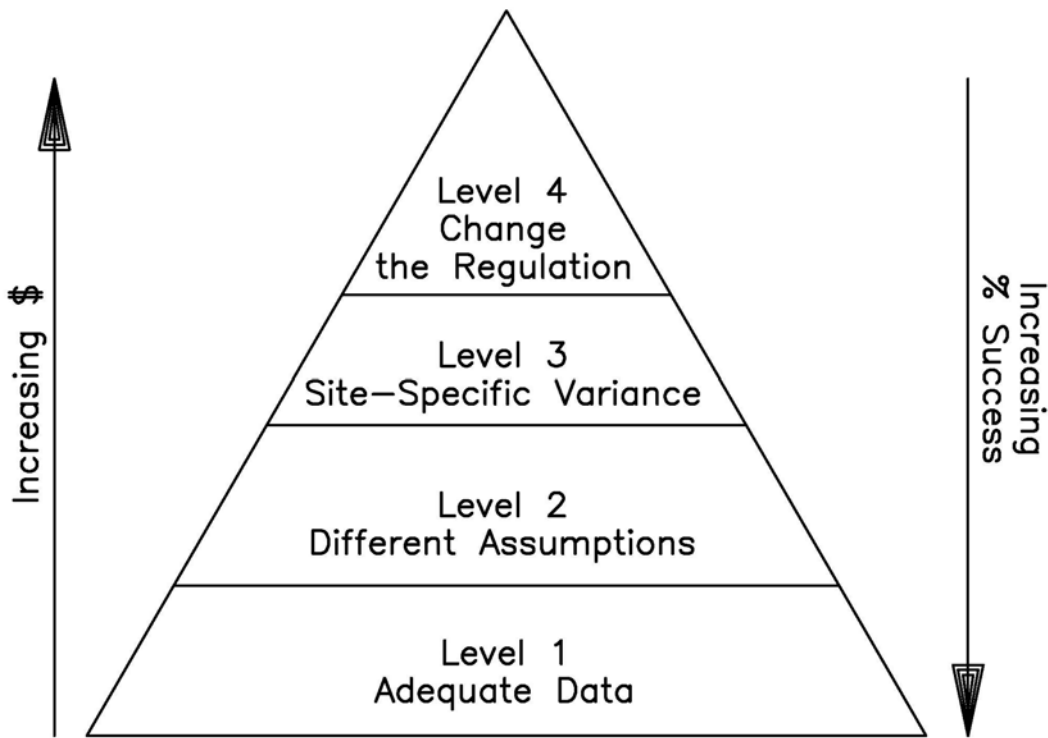 Level 4
Change
the Regulation
Level 3
Site-Specific Variance
Level 2
Different Assumptions
Level 1
Adequate Data
Increasing $
Increasing
% Success